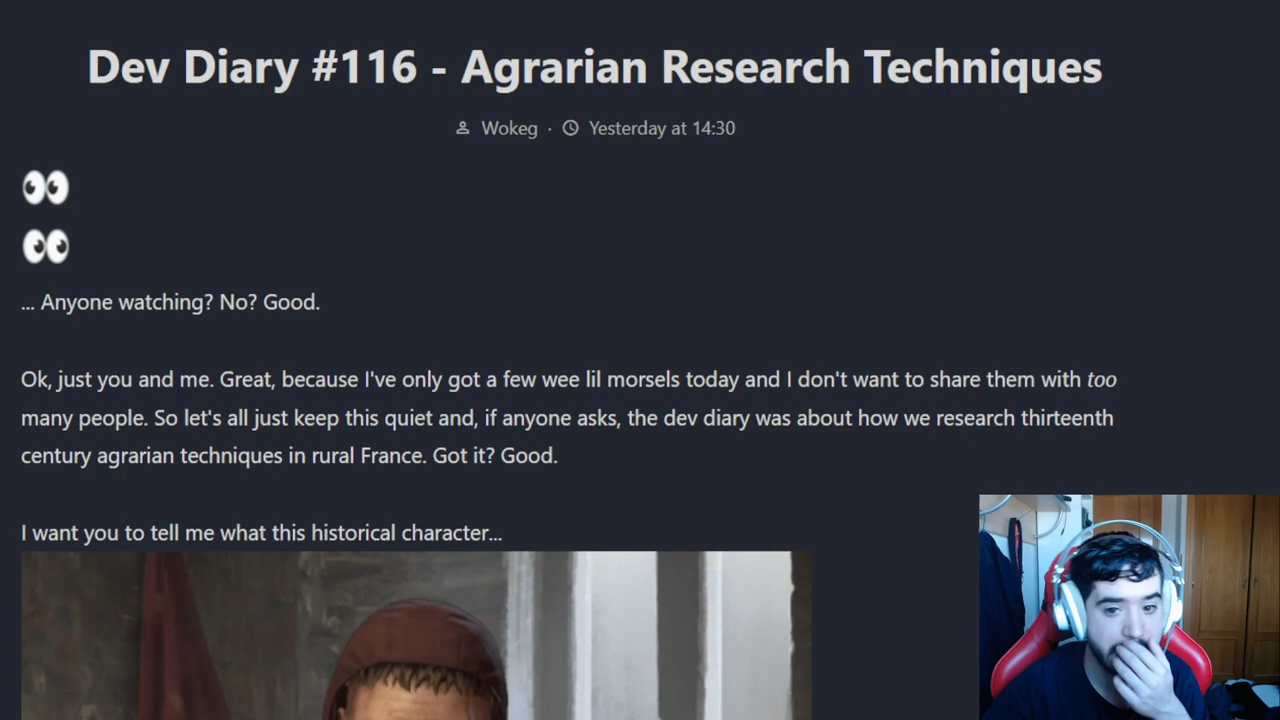 Dev Diary #116 - Agrarian Research Techniques
Wokeg · Yesterday at 14:30
... Anyone watching? No? Good.
Ok, just you and me. Great, because I've only got a few wee lil morsels today and I don't want to share them with too
many people. So let's all just keep this quiet and, if anyone asks, the dev diary was about how we research thirteenth
century agrarian techniques in rural France. Got it? Good.
I want you to tell me what this historical character...